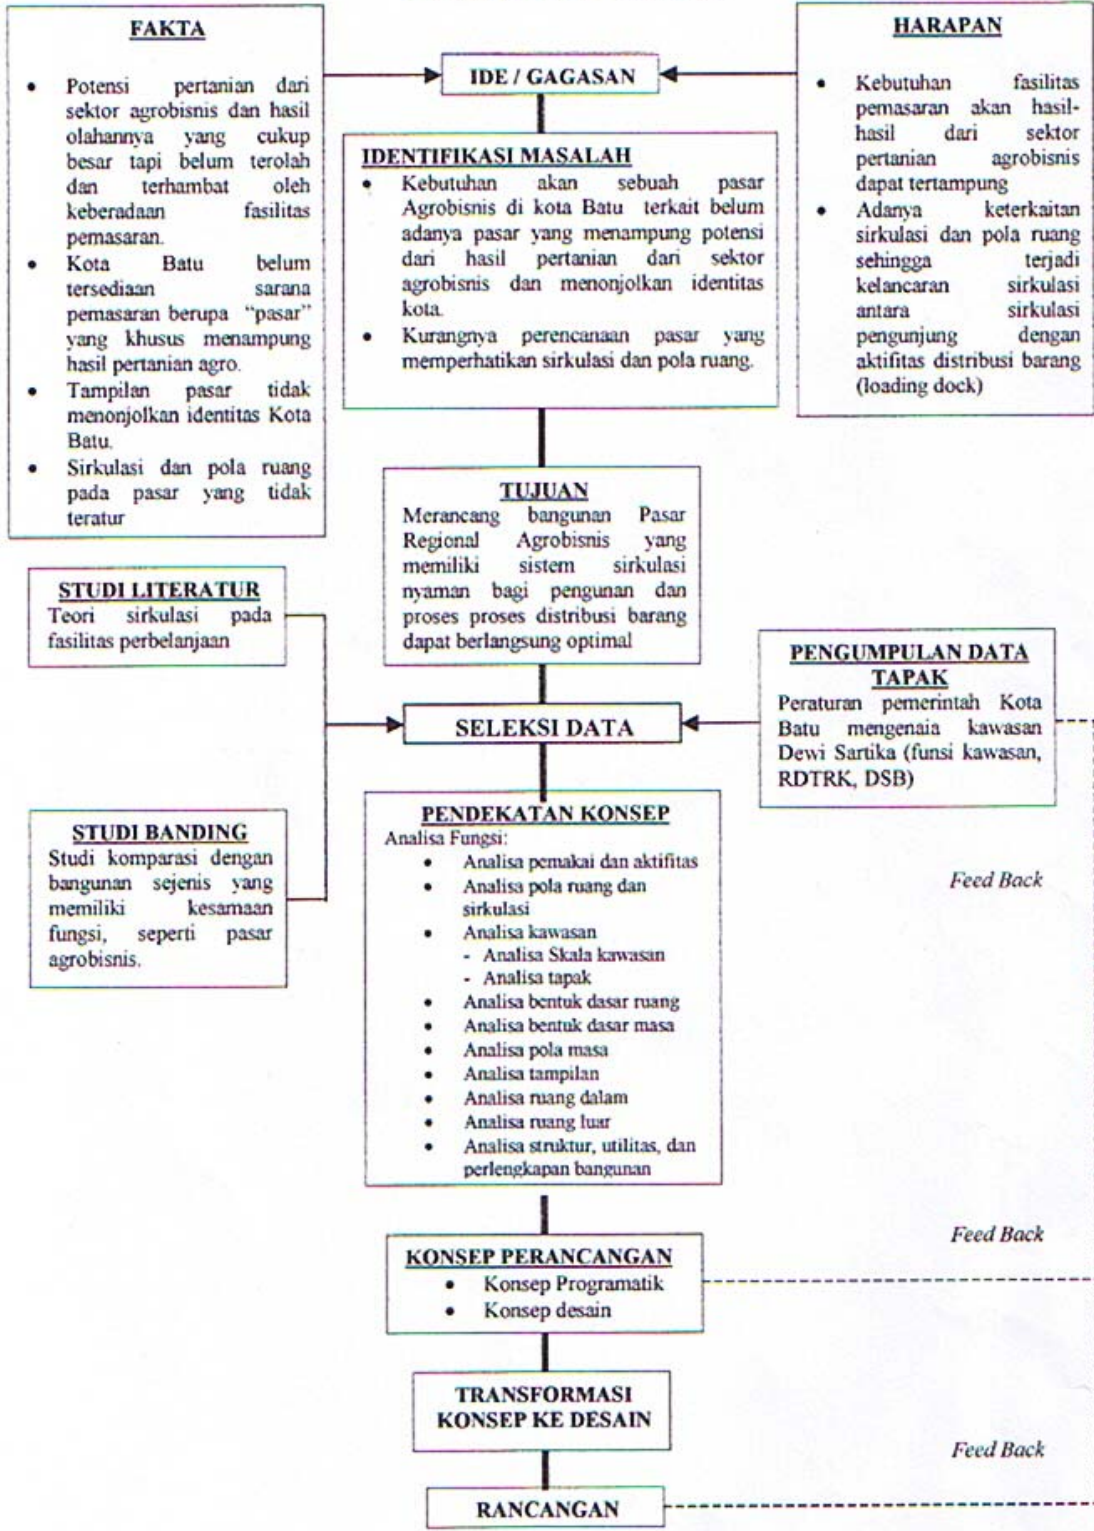 FAKTA
• Potensi pertanian dari
sektor agrobisnis dan hasil
olahannya yang cukup
besar tapi belum terolah
dan terhambat oleh
keberadaan fasilitas
pemasaran.
• Kota Batu belum
tersediaan sarana
pemasaran berupa “pasar”
yang khusus menampung
hasil pertanian agro.
• Tampilan pasar tidak
menonjolkan identitas Kota
Batu.
• Sirkulasi dan pola ruang
pada pasar yang tidak
teratur
IDE / GAGASAN
HARAPAN
• Kebutuhan fasilitas
pemasaran akan hasil-
hasil dari sektor
pertanian agrobisnis
dapat tertampung
• Adanya keterkaitan
sirkulasi dan pola ruang
sehingga terjadi
kelancaran sirkulasi
antara sirkulasi
pengunjung dengan
aktifitas distribusi barang
(loading dock)
IDENTIFIKASI MASALAH
• Kebutuhan akan sebuah pasar
Agrobisnis di kota Batu terkait belum
adanya pasar yang menampung potensi
dari hasil pertanian dari sektor
agrobisnis dan menonjolkan identitas
kota.
• Kurangnya perencanaan pasar yang
memperhatikan sirkulasi dan pola ruang.
TUJUAN
Merancang bangunan Pasar
Regional Agrobisnis yang
memiliki sistem sirkulasi
nyaman bagi pengunan dan
proses proses distribusi barang
dapat berlangsung optimal
STUDI LITERATUR
Teori sirkulasi pada
fasilitas perbelanjaan
PENGUMPULAN DATA
TAPAK
Peraturan pemerintah Kota
Batu mengenaia kawasan
Dewi Sartika (funsi kawasan,
RDTRK, DSB)
SELEKSI DATA
STUDI BANDING
Studi komparasi dengan
bangunan sejenis yang
memiliki kesamaan
fungsi, seperti pasar
agrobisnis.
PENDEKATAN KONSEP
Analisa Fungsi:
• Analisa pemakai dan aktifitas
• Analisa pola ruang dan
sirkulasi
• Analisa kawasan
- Analisa Skala kawasan
- Analisa tapak
• Analisa bentuk dasar ruang
• Analisa bentuk dasar masa
• Analisa pola masa
• Analisa tampilan
• Analisa ruang dalam
• Analisa ruang luar
• Analisa struktur, utilitas, dan
perlengkapan bangunan
Feed Back
Feed Back
KONSEP PERANCANGAN
• Konsep Programatik
• Konsep desain
TRANSFORMASI
KONSEP KE DESAIN
Feed Back
RANCANGAN